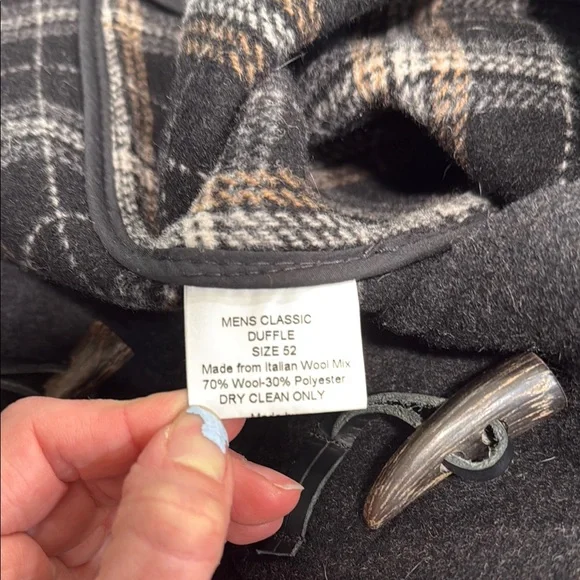 MENS CLASSIC
DUFFLE
SIZE 52
Made from Italian Wool Mix
70% Wool-30% Polyester
DRY CLEAN ONLY